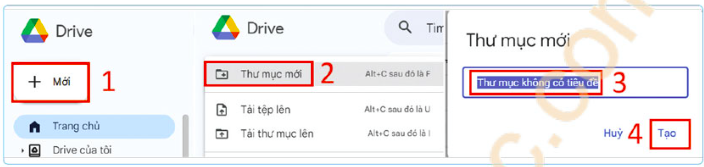 Drive
+ Mới
1
Trang chủ
Drive của tôi
Drive
Tìm
Thư mục mới
2
Alt+C sau đó là F
Tải tệp lên
Alt+C sau đó là U
Tải thư mục lên
Alt+C sau đó là I
Thư mục mới
Thư mục không có tiêu đề
3
Huỷ
4
Tạo